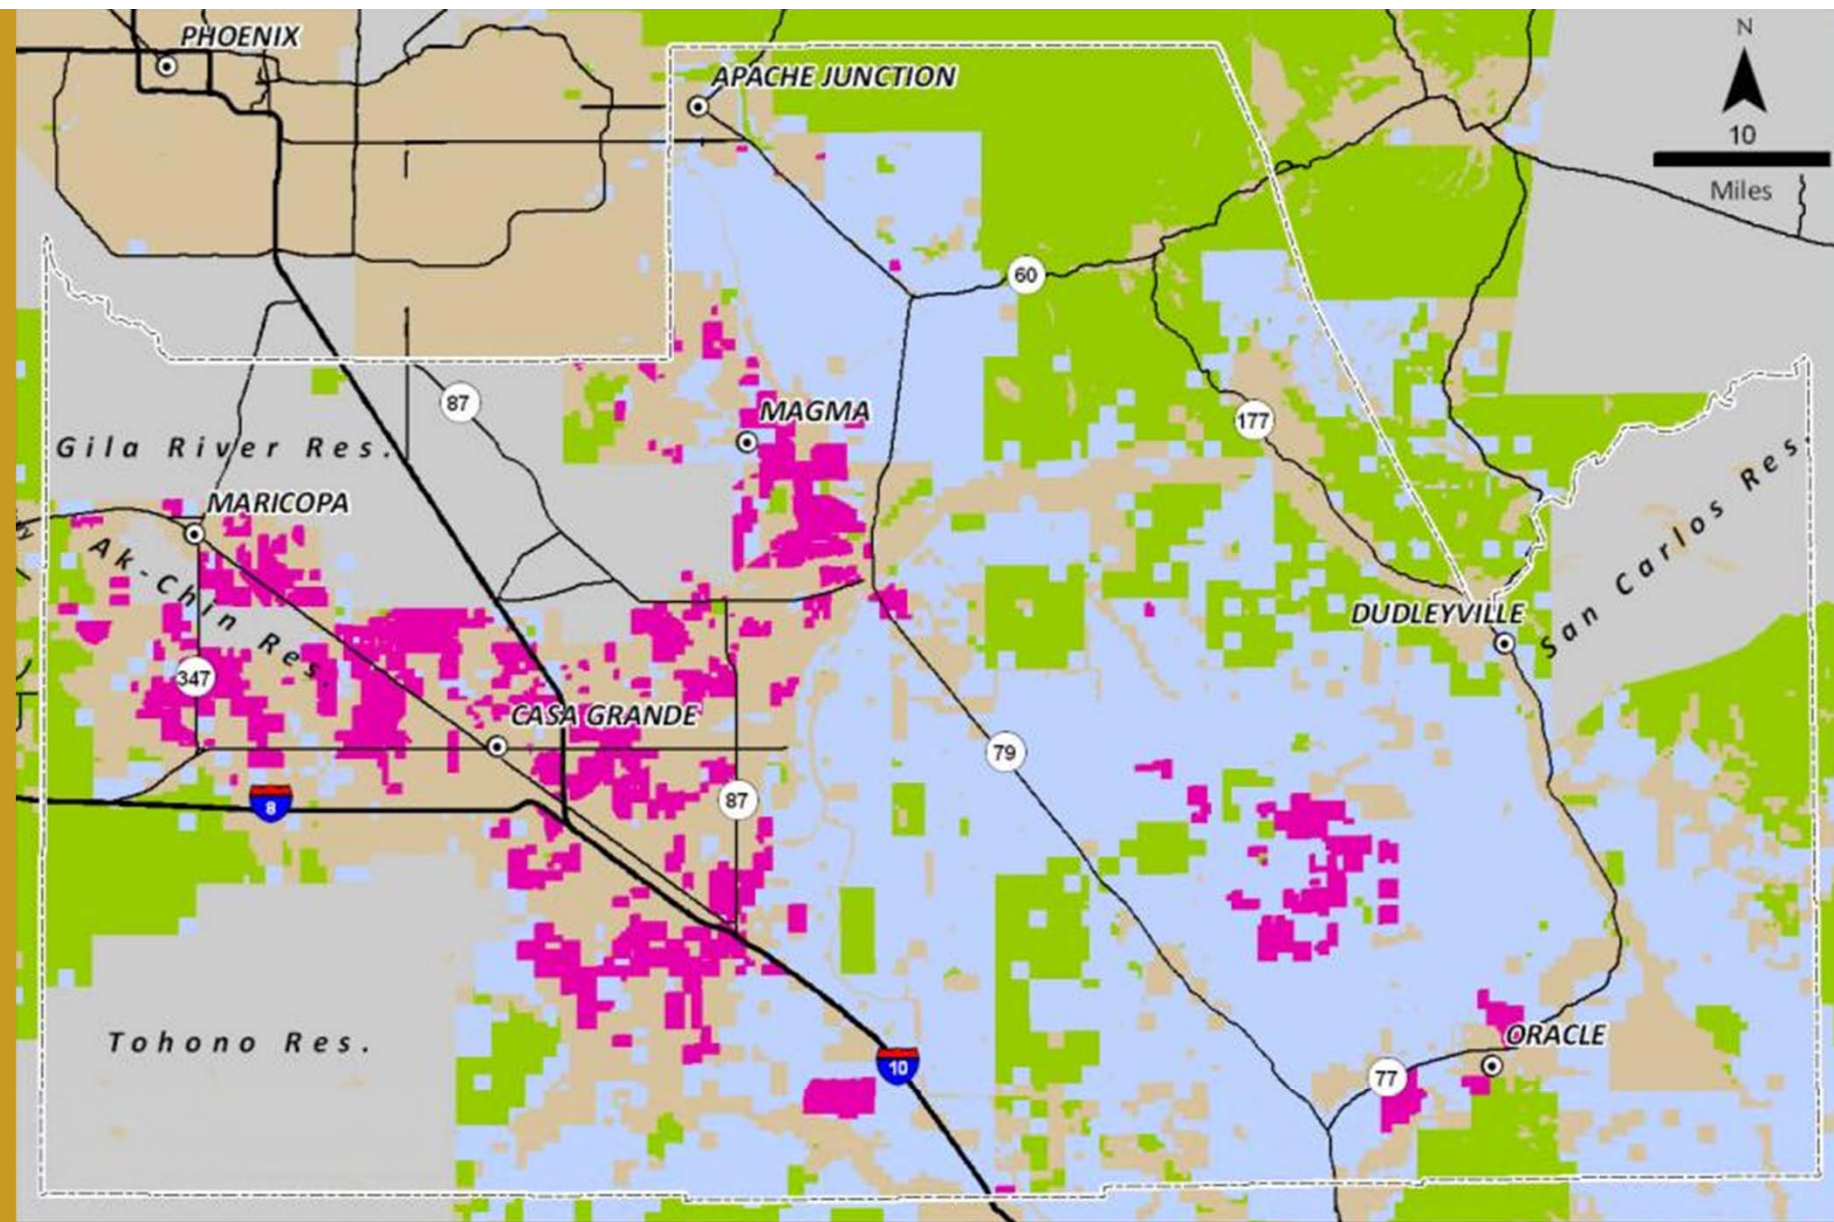 PHOENIX
N
APACHE JUNCTION
10
Miles
60
87
MAGMA
177
Gila River Res.
San Carlos Res.
MARICOPA
Ak-Chin Res.
DUDLEYVILLE
347
CASA GRANDE
79
8
87
Tohono Res.
ORACLE
10
77